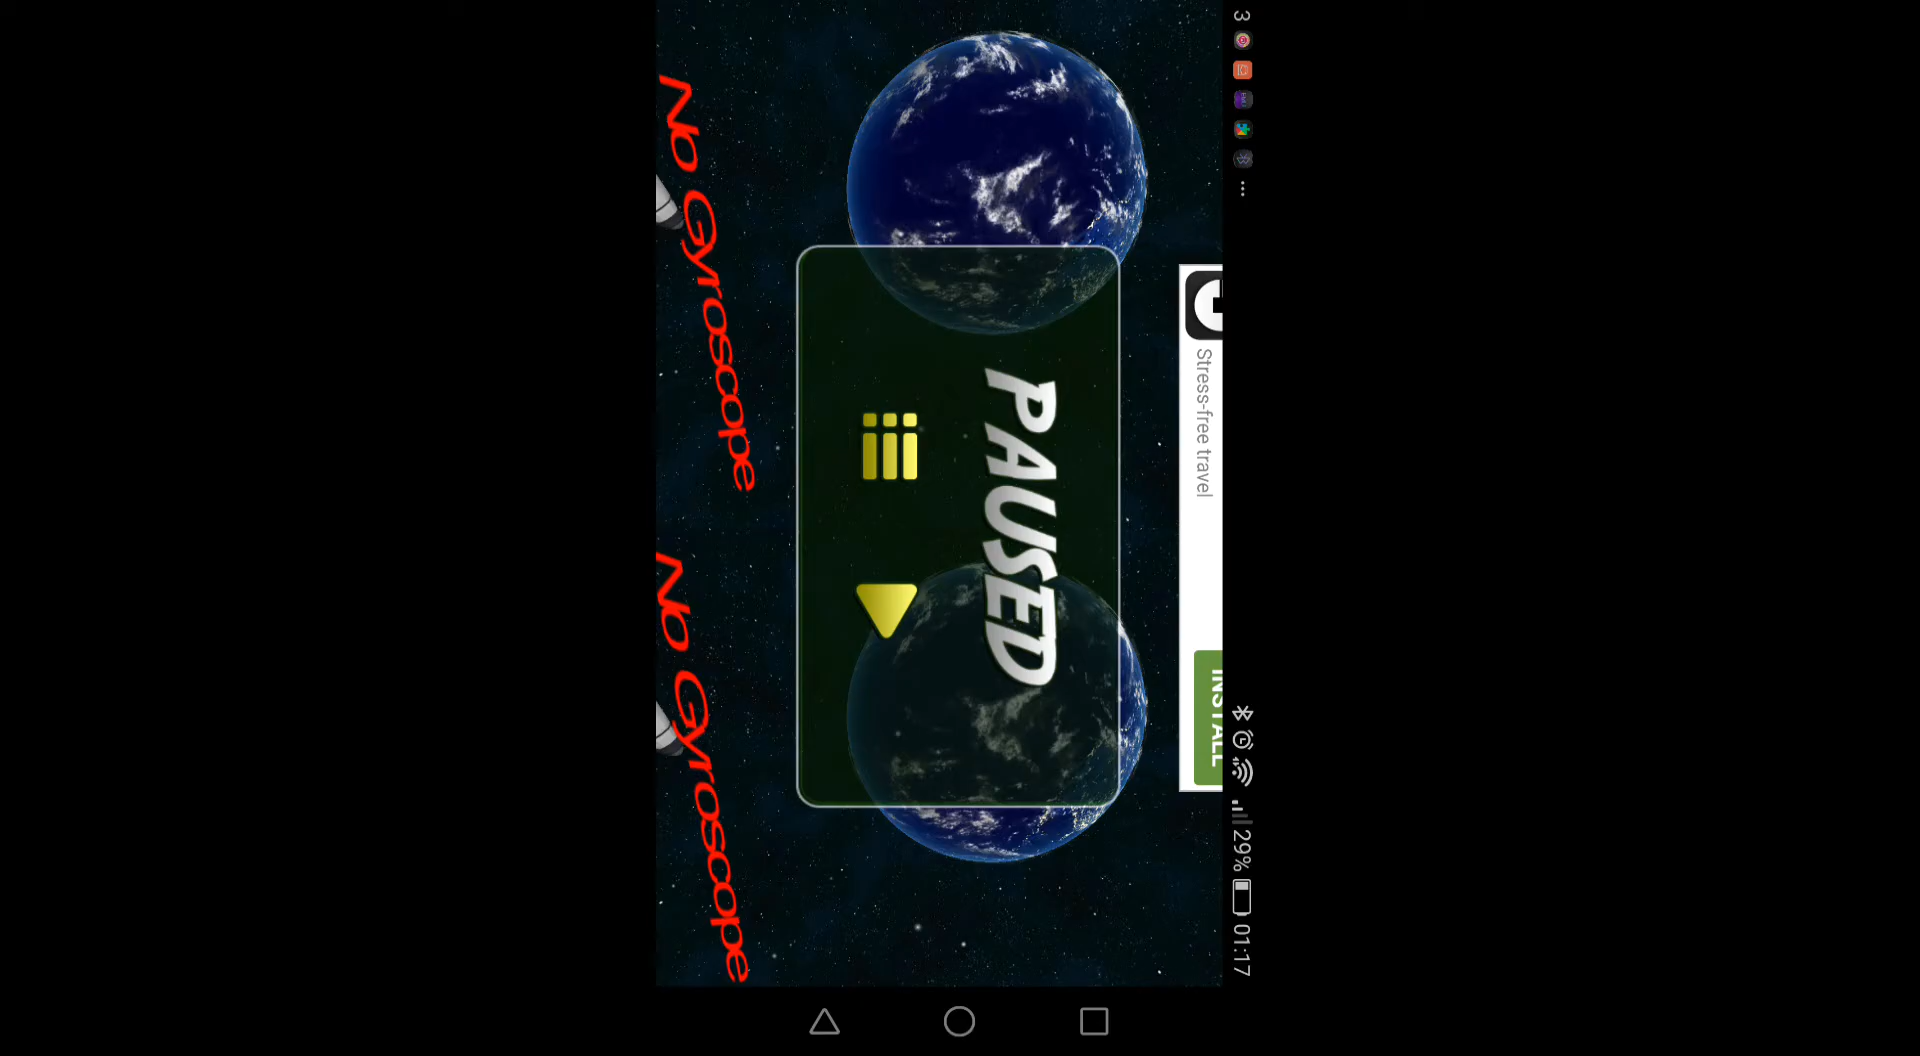 3
29% 01:17
Stress-free travel
INSTALL
PAUSED
No Gyroscope
No Gyroscope